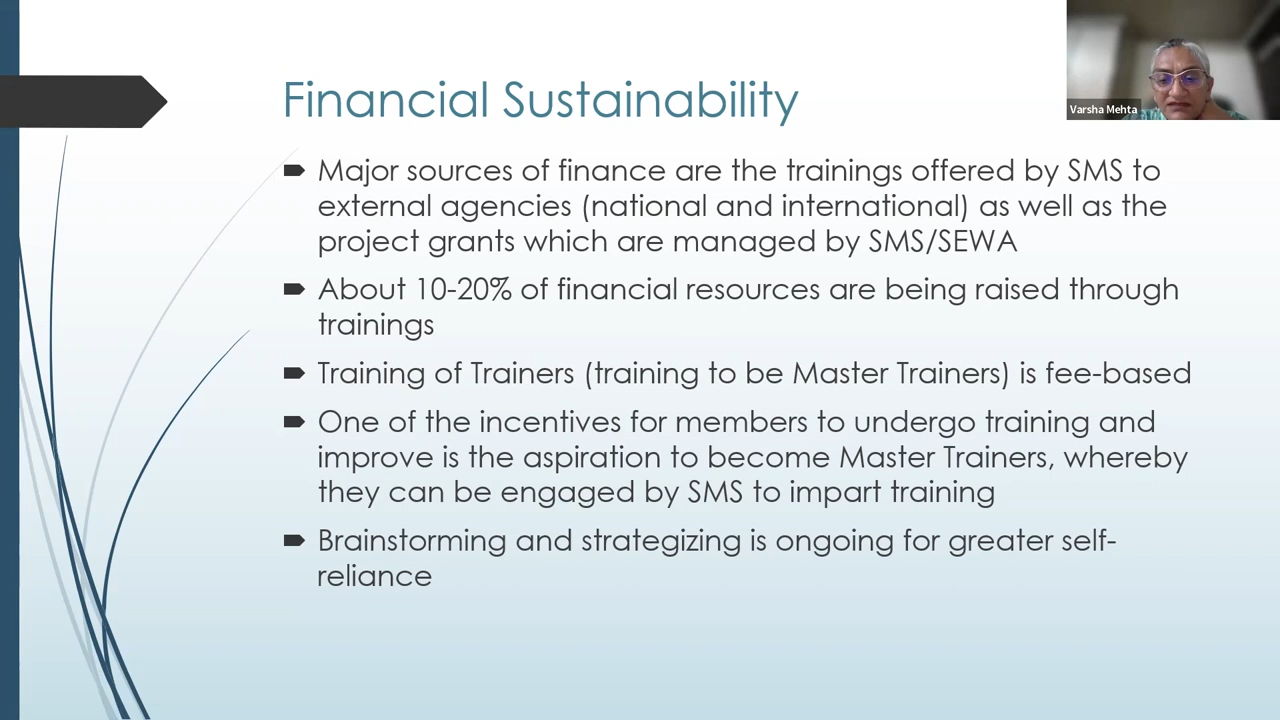 Financial Sustainability
Varsha Mehta
Major sources of finance are the trainings offered by SMS to
external agencies (national and international) as well as the
project grants which are managed by SMS/SEWA
About 10-20% of financial resources are being raised through
trainings
Training of Trainers (training to be Master Trainers) is fee-based
One of the incentives for members to undergo training and
improve is the aspiration to become Master Trainers, whereby
they can be engaged by SMS to impart training
Brainstorming and strategizing is ongoing for greater self-
reliance